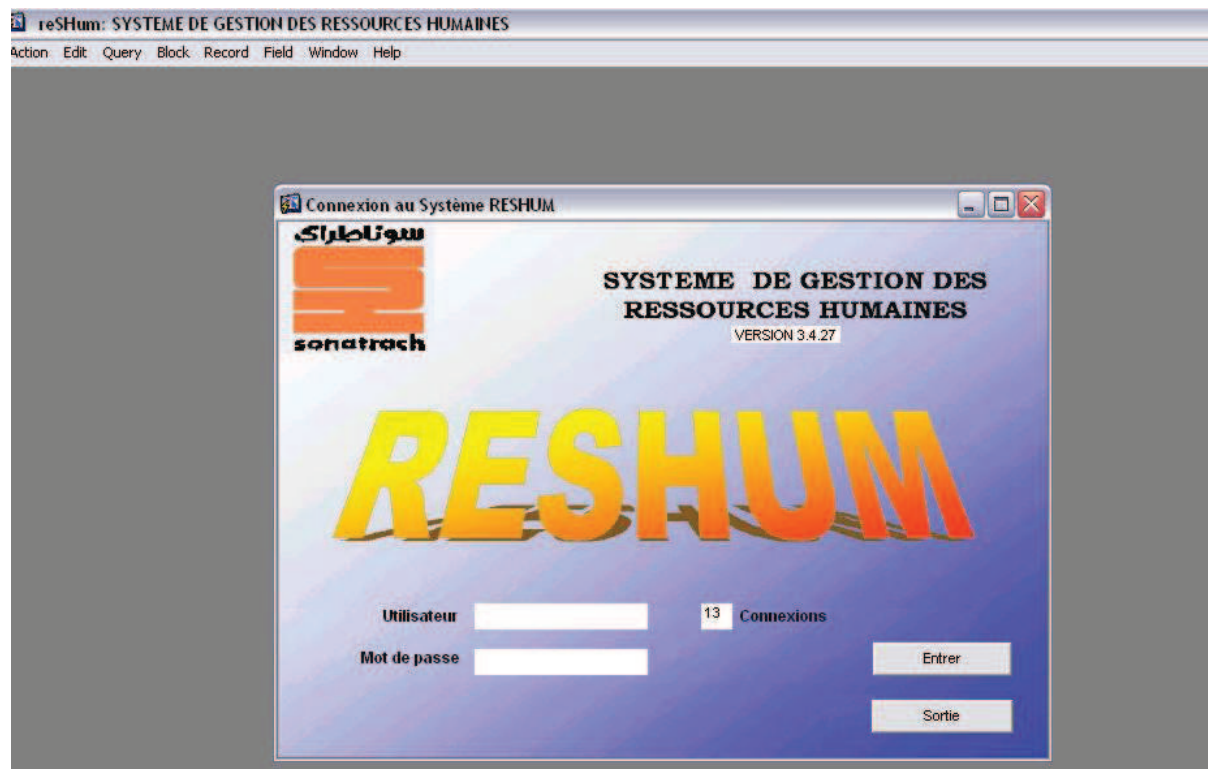 reSHum: SYSTEME DE GESTION DES RESSOURCES HUMAINES
Action Edit Query Block Record Field Window Help
Connexion au Système RESHUM
سوناطراك
sonatrach
SYSTEME DE GESTION DES
RESSOURCES HUMAINES
VERSION 3.4.27
RESHUM
Utilisateur
13 Connexions
Mot de passe
Entrer
Sortie